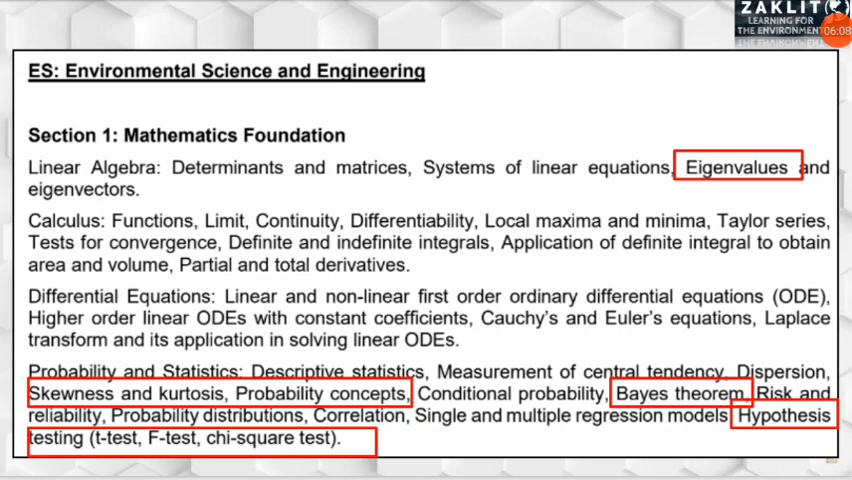 ZAKLIT
LEARNING FOR
THE ENVIRONMENT
06:08
ES: Environmental Science and Engineering
Section 1: Mathematics Foundation
Linear Algebra: Determinants and matrices, Systems of linear equations, Eigenvalues and
eigenvectors.
Calculus: Functions, Limit, Continuity, Differentiability, Local maxima and minima, Taylor series,
Tests for convergence, Definite and indefinite integrals, Application of definite integral to obtain
area and volume, Partial and total derivatives.
Differential Equations: Linear and non-linear first order ordinary differential equations (ODE),
Higher order linear ODEs with constant coefficients, Cauchy's and Euler's equations, Laplace
transform and its application in solving linear ODEs.
Probability and Statistics: Descriptive statistics, Measurement of central tendency, Dispersion,
Skewness and kurtosis, Probability concepts, Conditional probability, Bayes theorem, Risk and
reliability, Probability distributions, Correlation, Single and multiple regression models, Hypothesis
testing (t-test, F-test, chi-square test).